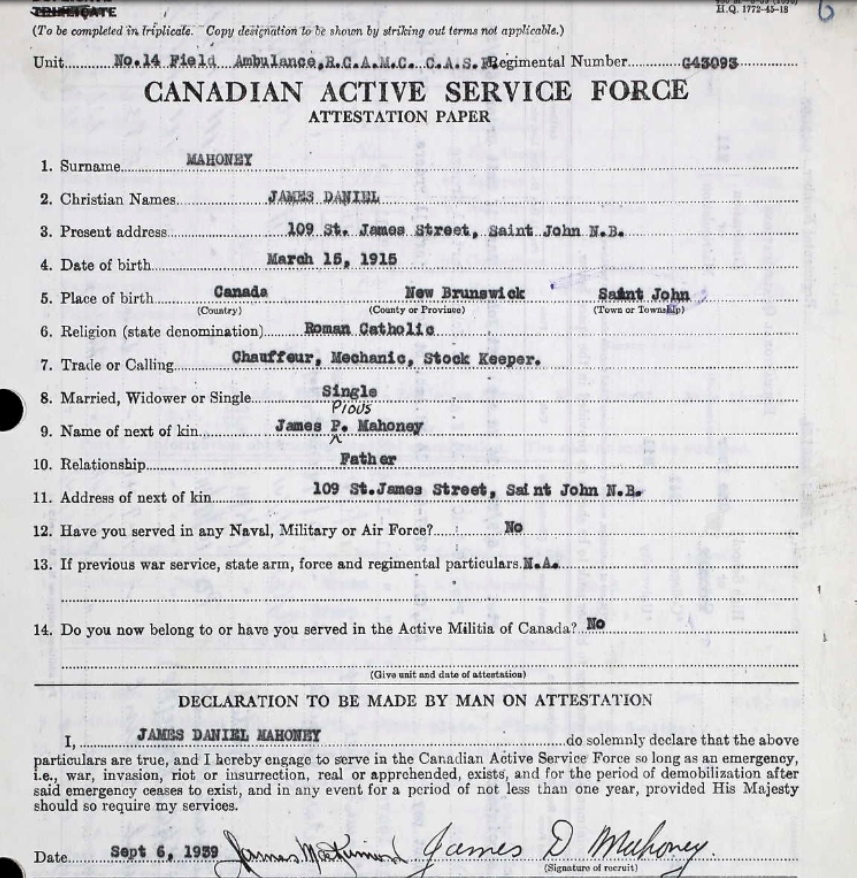 TRIPLICATE
H.Q. 1772-45-18
6
(To be completed in triplicate. Copy designation to be shown by striking out terms not applicable.)
Unit No.14 Field Ambulance, R.C.A.M.C. C.A.S.F. Regimental Number G43093
CANADIAN ACTIVE SERVICE FORCE
ATTESTATION PAPER
1. Surname MAHONEY
2. Christian Names JAMES DANIEL
3. Present address 109 St. James Street, Saint John N.B.
4. Date of birth March 15, 1915
5. Place of birth Canada New Brunswick Saint John
(Country) (County or Province) (Town or Township)
6. Religion (state denomination) Roman Catholic
7. Trade or Calling Chauffeur, Mechanic, Stock Keeper.
8. Married, Widower or Single Single
Pious
9. Name of next of kin James P. Mahoney
10. Relationship Father
11. Address of next of kin 109 St.James Street, Saint John N.B.
12. Have you served in any Naval, Military or Air Force? No
13. If previous war service, state arm, force and regimental particulars. N.A.
14. Do you now belong to or have you served in the Active Militia of Canada? No
(Give unit and date of attestation)
DECLARATION TO BE MADE BY MAN ON ATTESTATION
I, JAMES DANIEL MAHONEY do solemnly declare that the above
particulars are true, and I hereby engage to serve in the Canadian Active Service Force so long as an emergency,
i.e., war, invasion, riot or insurrection, real or apprehended, exists, and for the period of demobilization after
said emergency ceases to exist, and in any event for a period of not less than one year, provided His Majesty
should so require my services.
Date Sept 6, 1939 James James D Mahoney.
(Signature of recruit)